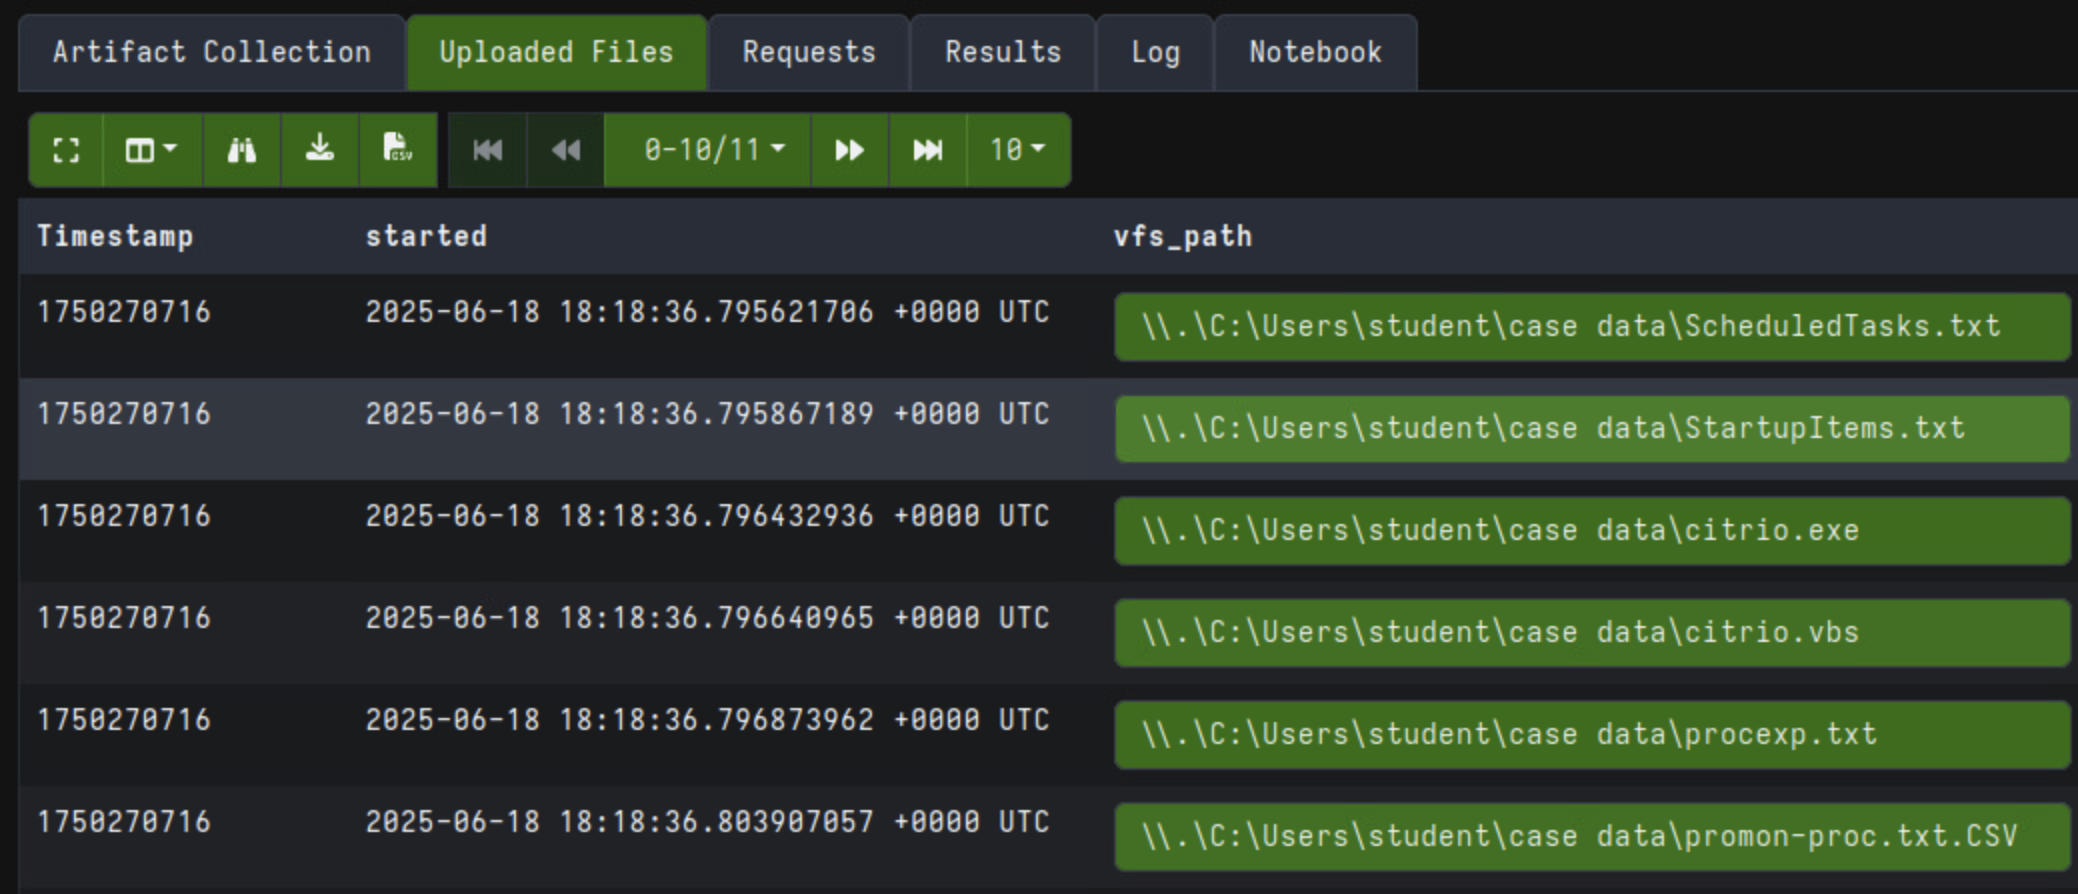 Artifact Collection Uploaded Files Requests Results Log Notebook
CSV 0-10/11 10
Timestamp started vfs_path
1750270716 2025-06-18 18:18:36.795621706 +0000 UTC \\.\C:\Users\student\case data\ScheduledTasks.txt
1750270716 2025-06-18 18:18:36.795867189 +0000 UTC \\.\C:\Users\student\case data\StartupItems.txt
1750270716 2025-06-18 18:18:36.796432936 +0000 UTC \\.\C:\Users\student\case data\citrio.exe
1750270716 2025-06-18 18:18:36.796640965 +0000 UTC \\.\C:\Users\student\case data\citrio.vbs
1750270716 2025-06-18 18:18:36.796873962 +0000 UTC \\.\C:\Users\student\case data\procexp.txt
1750270716 2025-06-18 18:18:36.803907057 +0000 UTC \\.\C:\Users\student\case data\promon-proc.txt.CSV